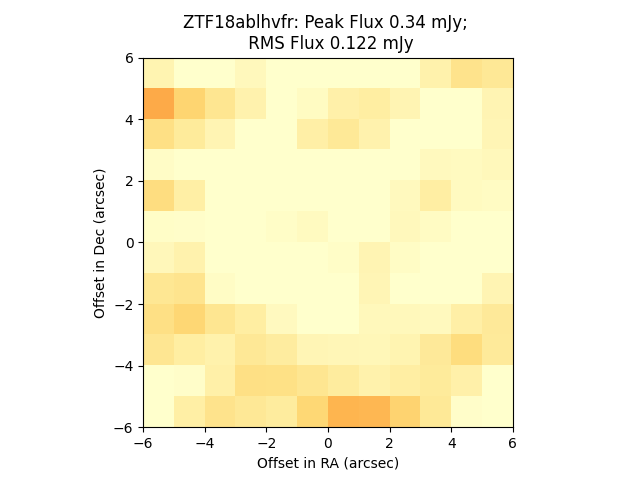 ZTF18ablhvfr: Peak Flux 0.34 mJy;
RMS Flux 0.122 mJy
6
4
2
0
−2
−4
−6
Offset in Dec (arcsec)
−6 −4 −2 0 2 4 6
Offset in RA (arcsec)